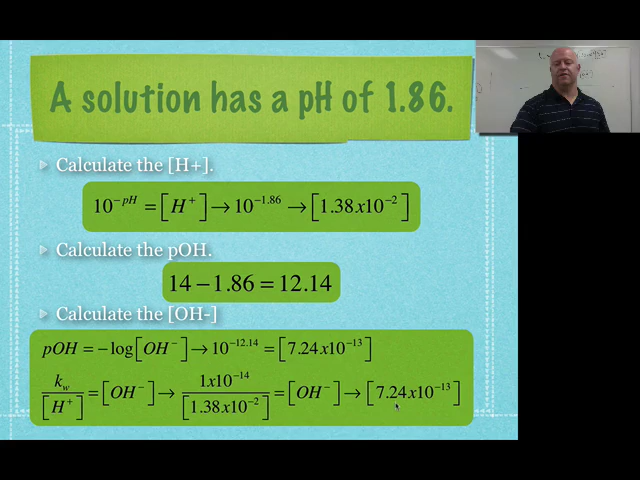 A solution has a pH of 1.86.
Calculate the [H+].
10^{-pH} = [H^+] → 10^{-1.86} → [1.38x10^{-2}]
Calculate the pOH.
14 − 1.86 = 12.14
Calculate the [OH-]
pOH = −log[OH^-] → 10^{-12.14} = [7.24x10^{-13}]
k_w/[H^+] = [OH^-] → 1x10^{-14}/[1.38x10^{-2}] = [OH^-] → [7.24x10^{-13}]